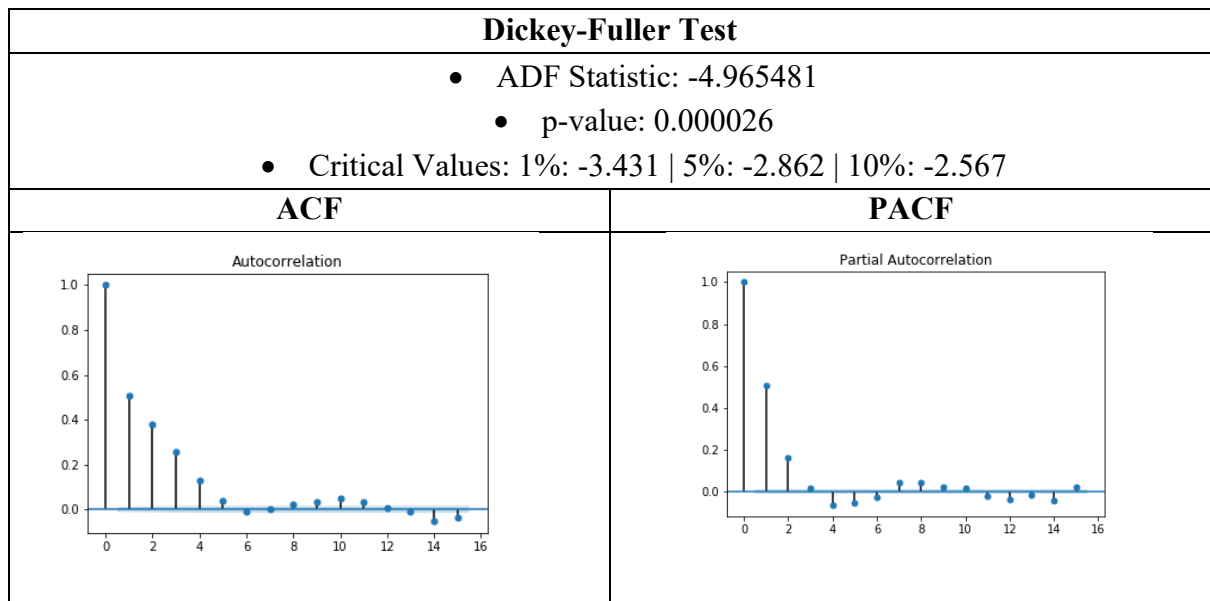 Dickey-Fuller Test
• ADF Statistic: -4.965481
• p-value: 0.000026
• Critical Values: 1%: -3.431 | 5%: -2.862 | 10%: -2.567
ACF
PACF
Autocorrelation
1.0
0.8
0.6
0.4
0.2
0.0
0 2 4 6 8 10 12 14 16
Partial Autocorrelation
1.0
0.8
0.6
0.4
0.2
0.0
0 2 4 6 8 10 12 14 16